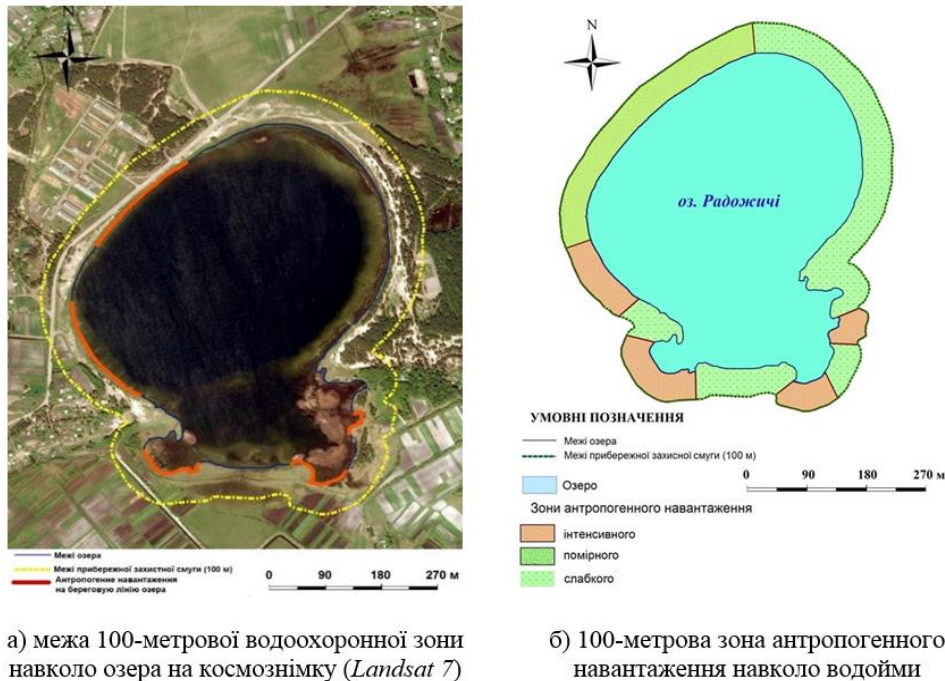 N
Межі озера
Межі прибережної захистної смуги (100 м)
Антропогенне навантаження
на берегову лінію озера
0 90 180 270 м
а) межа 100-метрової водоохоронної зони
навколо озера на космознімку (Landsat 7)
N
оз. Радожичі
УМОВНІ ПОЗНАЧЕННЯ
Межі озера
Межі прибережної захисної смуги (100 м)
0 90 180 270 м
Озеро
Зони антропогенного навантаження
інтенсивного
помірного
слабкого
б) 100-метрова зона антропогенного
навантаження навколо водойми